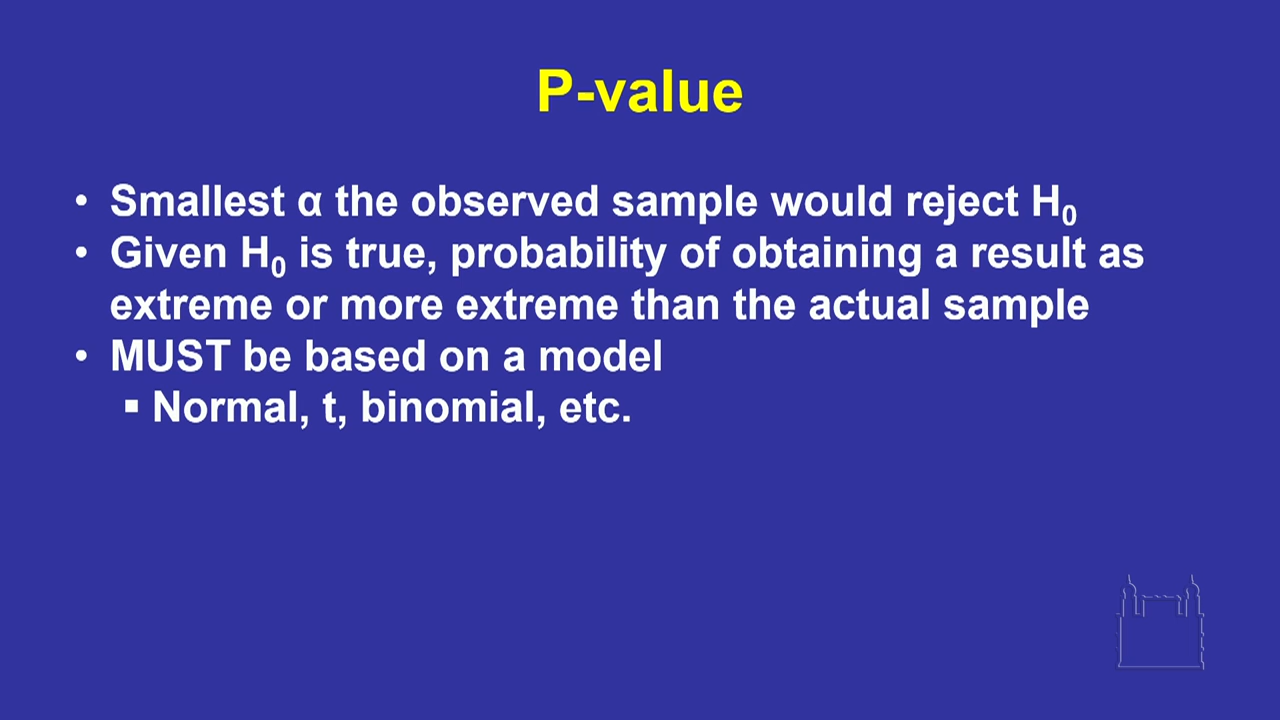 P-value
• Smallest α the observed sample would reject H₀
• Given H₀ is true, probability of obtaining a result as
extreme or more extreme than the actual sample
• MUST be based on a model
▪ Normal, t, binomial, etc.